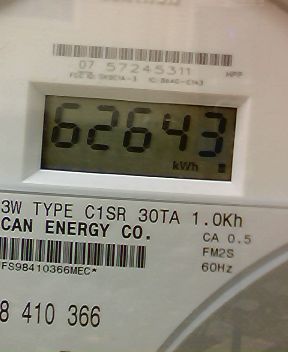 07 57245311 HPP
62643
kWh
3W TYPE C1SR 30TA 1.0Kh
CAN ENERGY CO.
CA 0.5
FM2S
60Hz
FS98410366MEC*
8 410 366